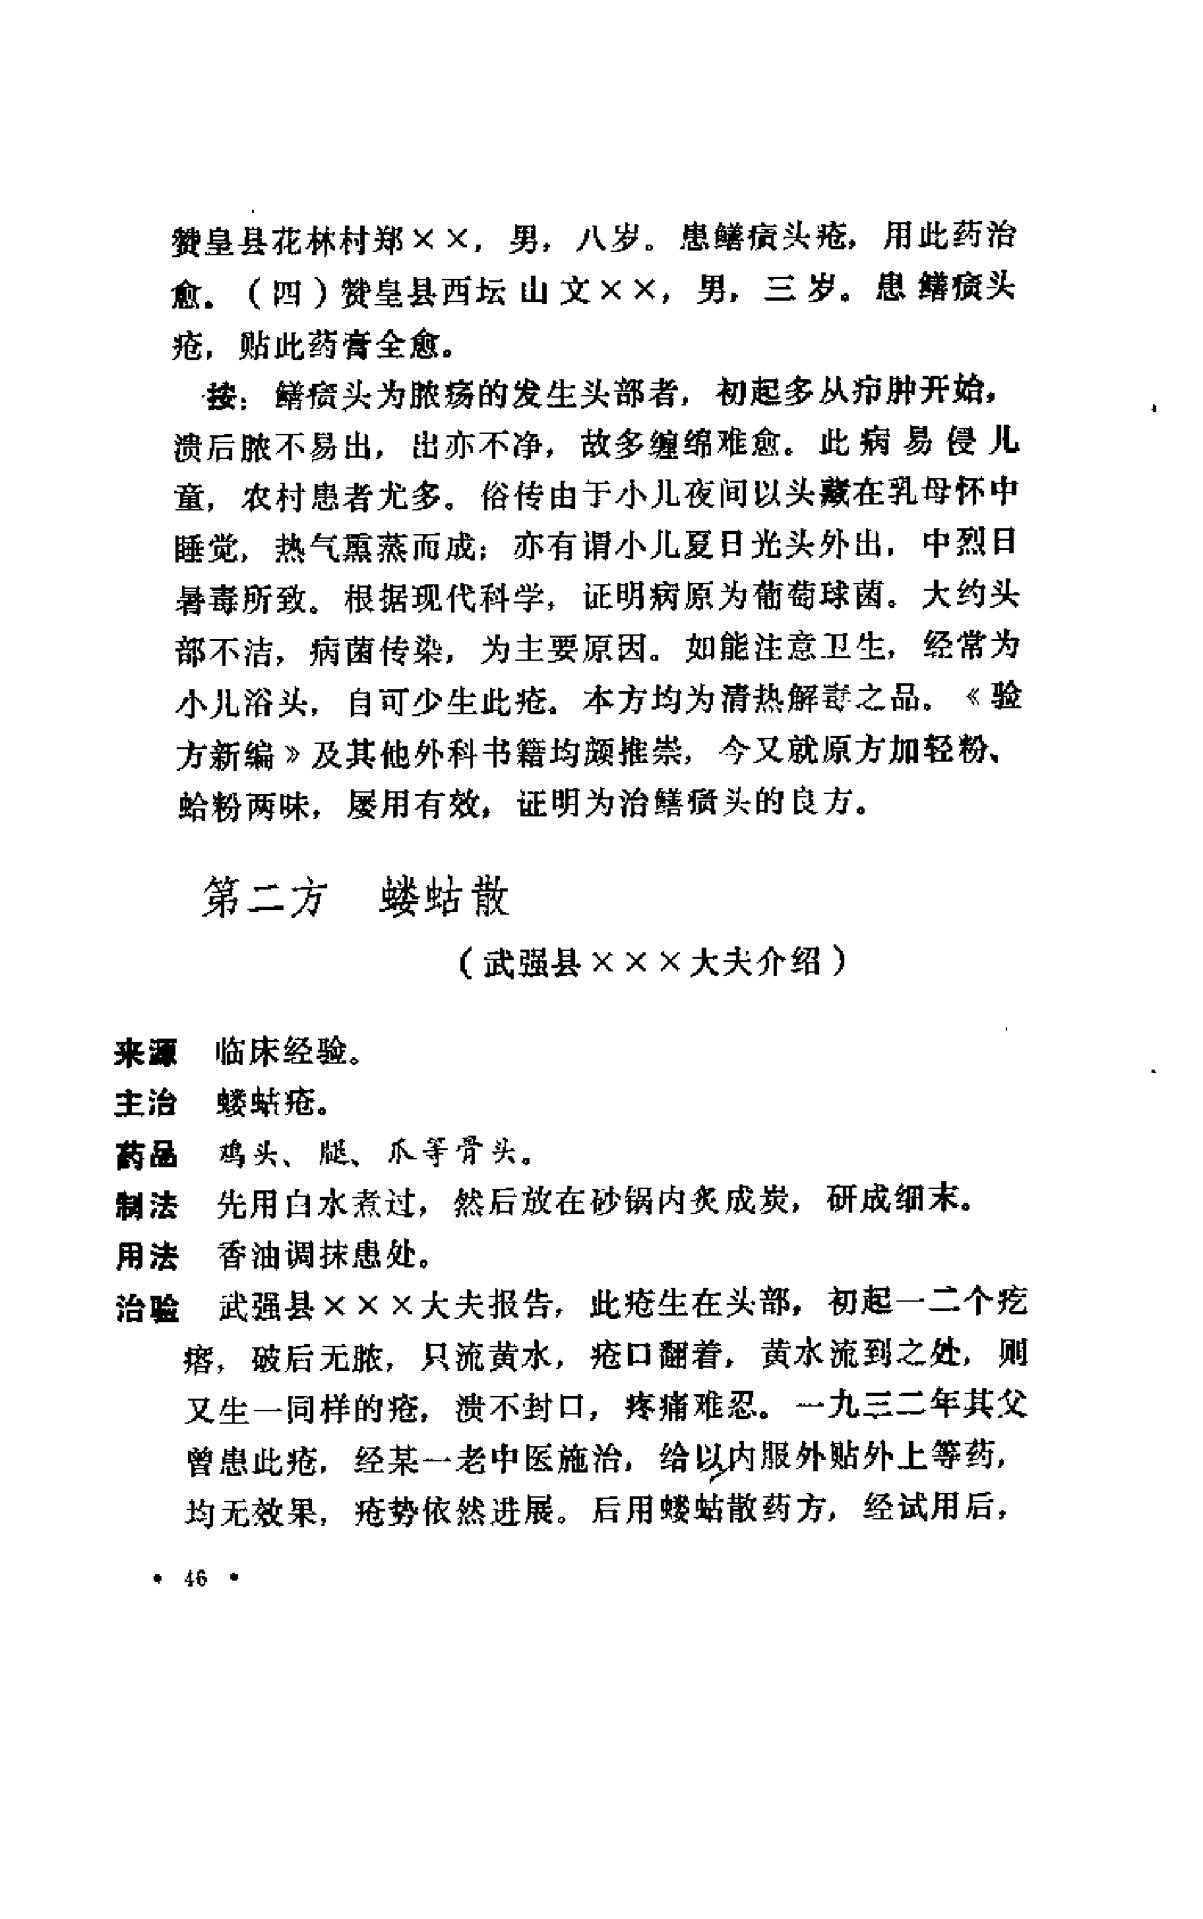 赞皇县花林村郑××，男，八岁。患鳝㿉头疮，用此药治
愈。（四）赞皇县西坛山文××，男，三岁。患鳝㿉头
疮，贴此药膏全愈。
按：鳝㿉头为脓疡的发生头部者，初起多从疖肿开始，
溃后脓不易出，出亦不净，故多缠绵难愈。此病易侵儿
童，农村患者尤多。俗传由于小儿夜间以头藏在乳母怀中
睡觉，热气熏蒸而成；亦有谓小儿夏日光头外出，中烈日
暑毒所致。根据现代科学，证明病原为葡萄球菌。大约头
部不洁，病菌传染，为主要原因。如能注意卫生，经常为
小儿浴头，自可少生此疮。本方均为清热解毒之品。《验
方新编》及其他外科书籍均颇推崇，今又就原方加轻粉、
蛤粉两味，屡用有效，证明为治鳝㿉头的良方。
第二方　蝼蛄散
（武强县×××大夫介绍）
来源　临床经验。
主治　蝼蛄疮。
药品　鸡头、腿、爪等骨头。
制法　先用白水煮过，然后放在砂锅内炙成炭，研成细末。
用法　香油调抹患处。
治验　武强县×××大夫报告，此疮生在头部，初起一二个疙
瘩，破后无脓，只流黄水，疮口翻着，黄水流到之处，则
又生一同样的疮，溃不封口，疼痛难忍。一九三二年其父
曾患此疮，经某一老中医施治，给以内服外贴外上等药，
均无效果，疮势依然进展。后用蝼蛄散药方，经试用后，
• 46 •